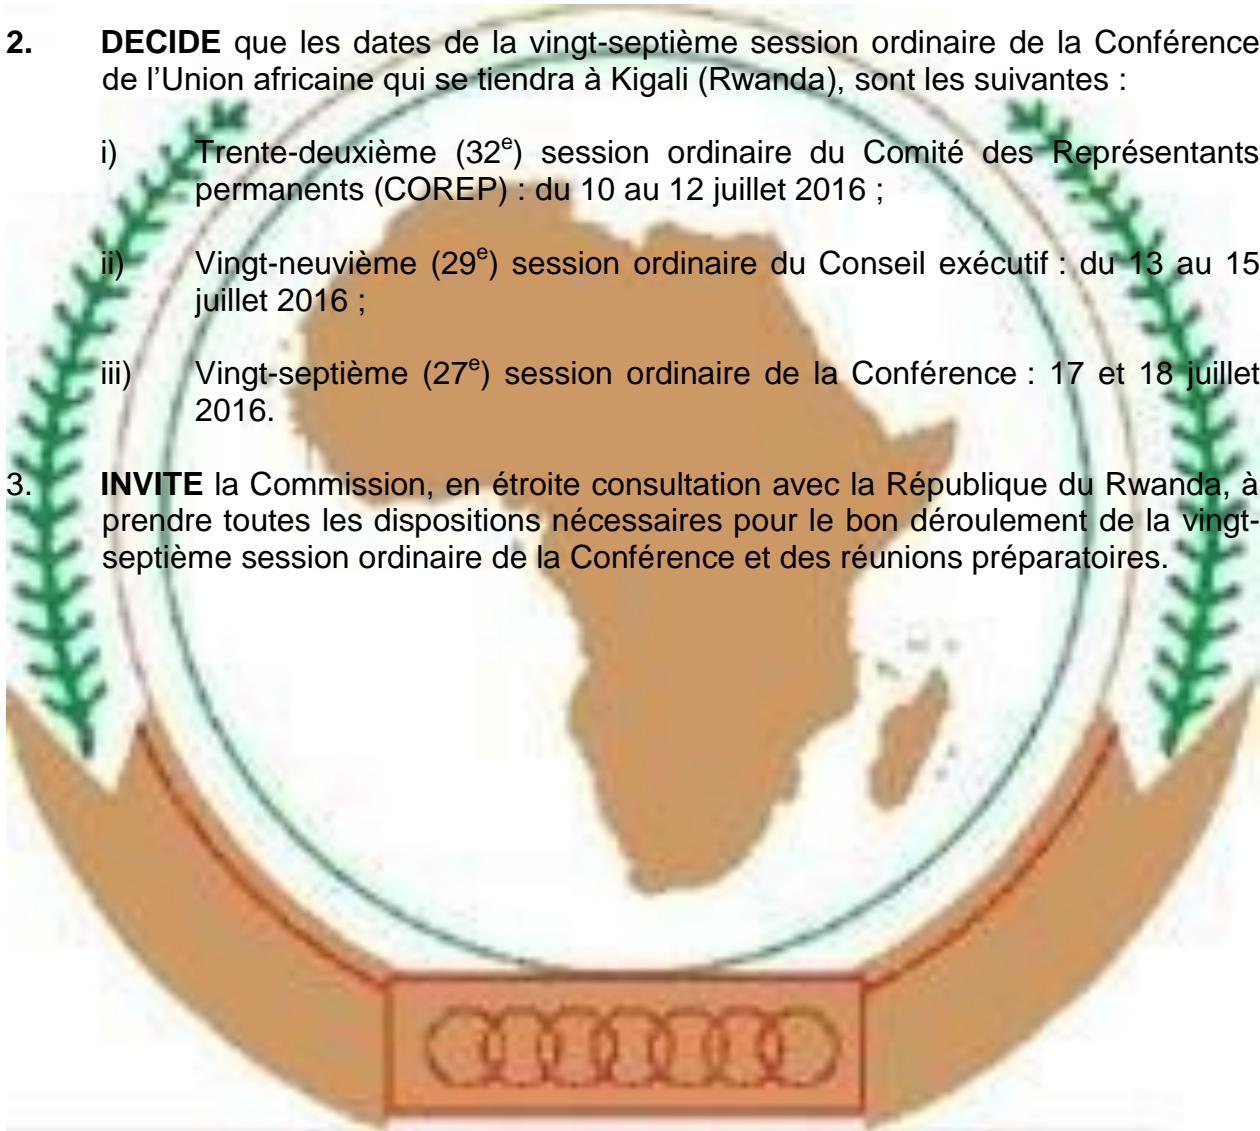 2. DECIDE que les dates de la vingt-septième session ordinaire de la Conférence
de l’Union africaine qui se tiendra à Kigali (Rwanda), sont les suivantes :
i) Trente-deuxième (32e) session ordinaire du Comité des Représentants
permanents (COREP) : du 10 au 12 juillet 2016 ;
ii) Vingt-neuvième (29e) session ordinaire du Conseil exécutif : du 13 au 15
juillet 2016 ;
iii) Vingt-septième (27e) session ordinaire de la Conférence : 17 et 18 juillet
2016.
3. INVITE la Commission, en étroite consultation avec la République du Rwanda, à
prendre toutes les dispositions nécessaires pour le bon déroulement de la vingt-
septième session ordinaire de la Conférence et des réunions préparatoires.